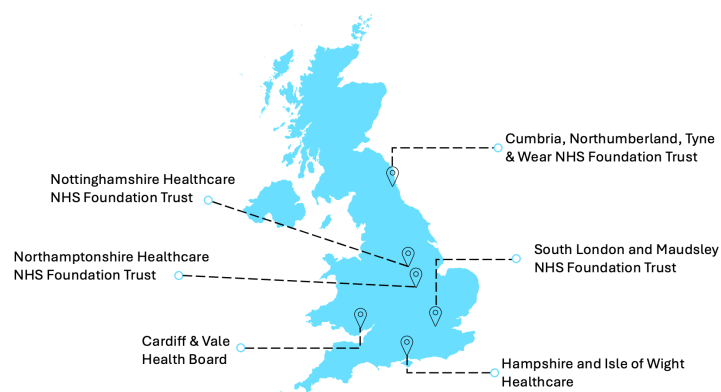 Cumbria, Northumberland, Tyne
& Wear NHS Foundation Trust
Nottinghamshire Healthcare
NHS Foundation Trust
South London and Maudsley
NHS Foundation Trust
Northamptonshire Healthcare
NHS Foundation Trust
Cardiff & Vale
Health Board
Hampshire and Isle of Wight
Healthcare